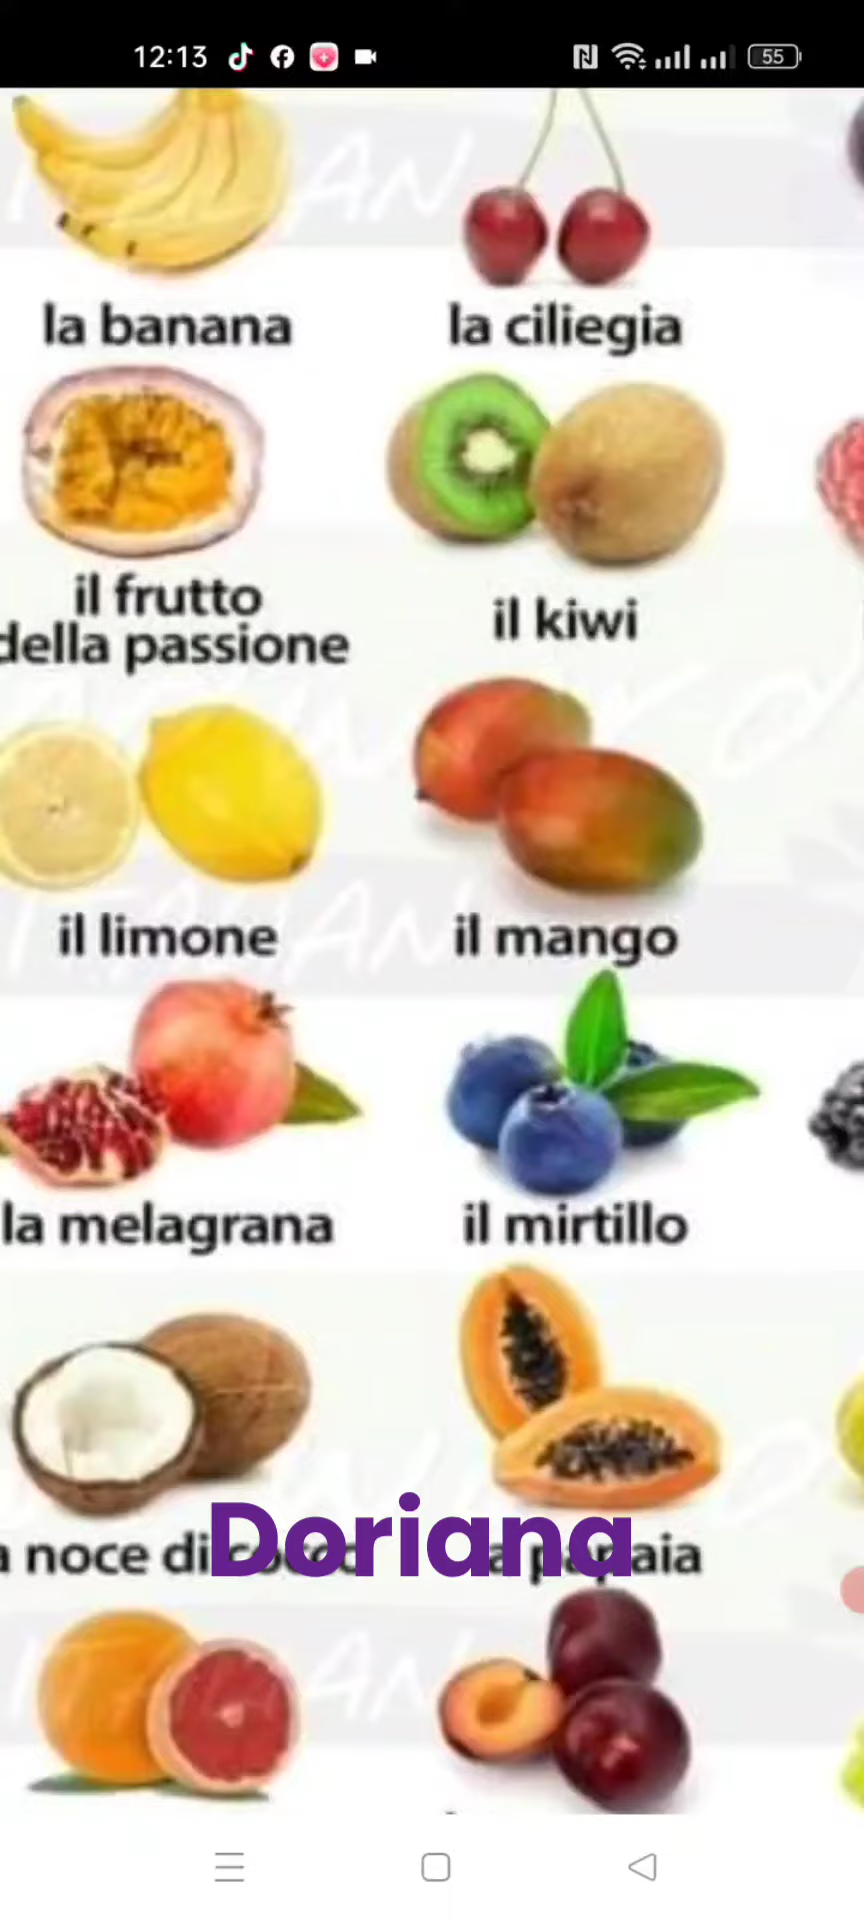 12:13
55
la banana
la ciliegia
il frutto
della passione
il kiwi
il limone
il mango
la melagrana
il mirtillo
noce di
Doriana
ITALIAN